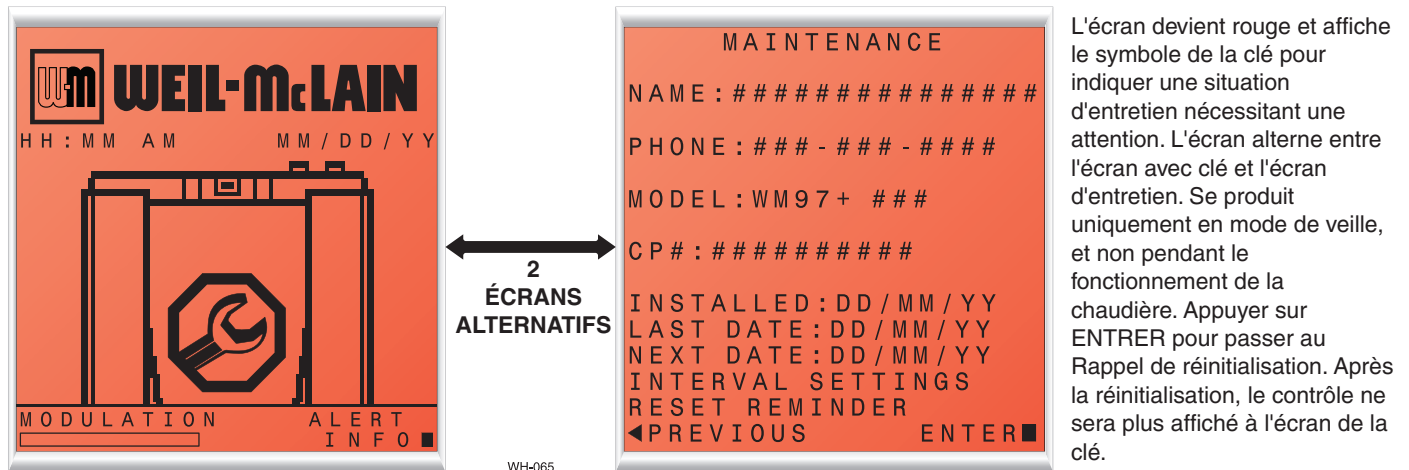 WM WEIL-McLAIN
HH:MM AM MM/DD/YY
MODULATION ALERT
INFO
2
ÉCRANS
ALTERNATIFS
WH-065
MAINTENANCE
NAME:###############
PHONE:###-###-####
MODEL:WM97+ ###
CP#:##########
INSTALLED:DD/MM/YY
LAST DATE:DD/MM/YY
NEXT DATE:DD/MM/YY
INTERVAL SETTINGS
RESET REMINDER
◀PREVIOUS ENTER■
L'écran devient rouge et affiche
le symbole de la clé pour
indiquer une situation
d'entretien nécessitant une
attention. L'écran alterne entre
l'écran avec clé et l'écran
d'entretien. Se produit
uniquement en mode de veille,
et non pendant le
fonctionnement de la
chaudière. Appuyer sur
ENTRER pour passer au
Rappel de réinitialisation. Après
la réinitialisation, le contrôle ne
sera plus affiché à l'écran de la
clé.